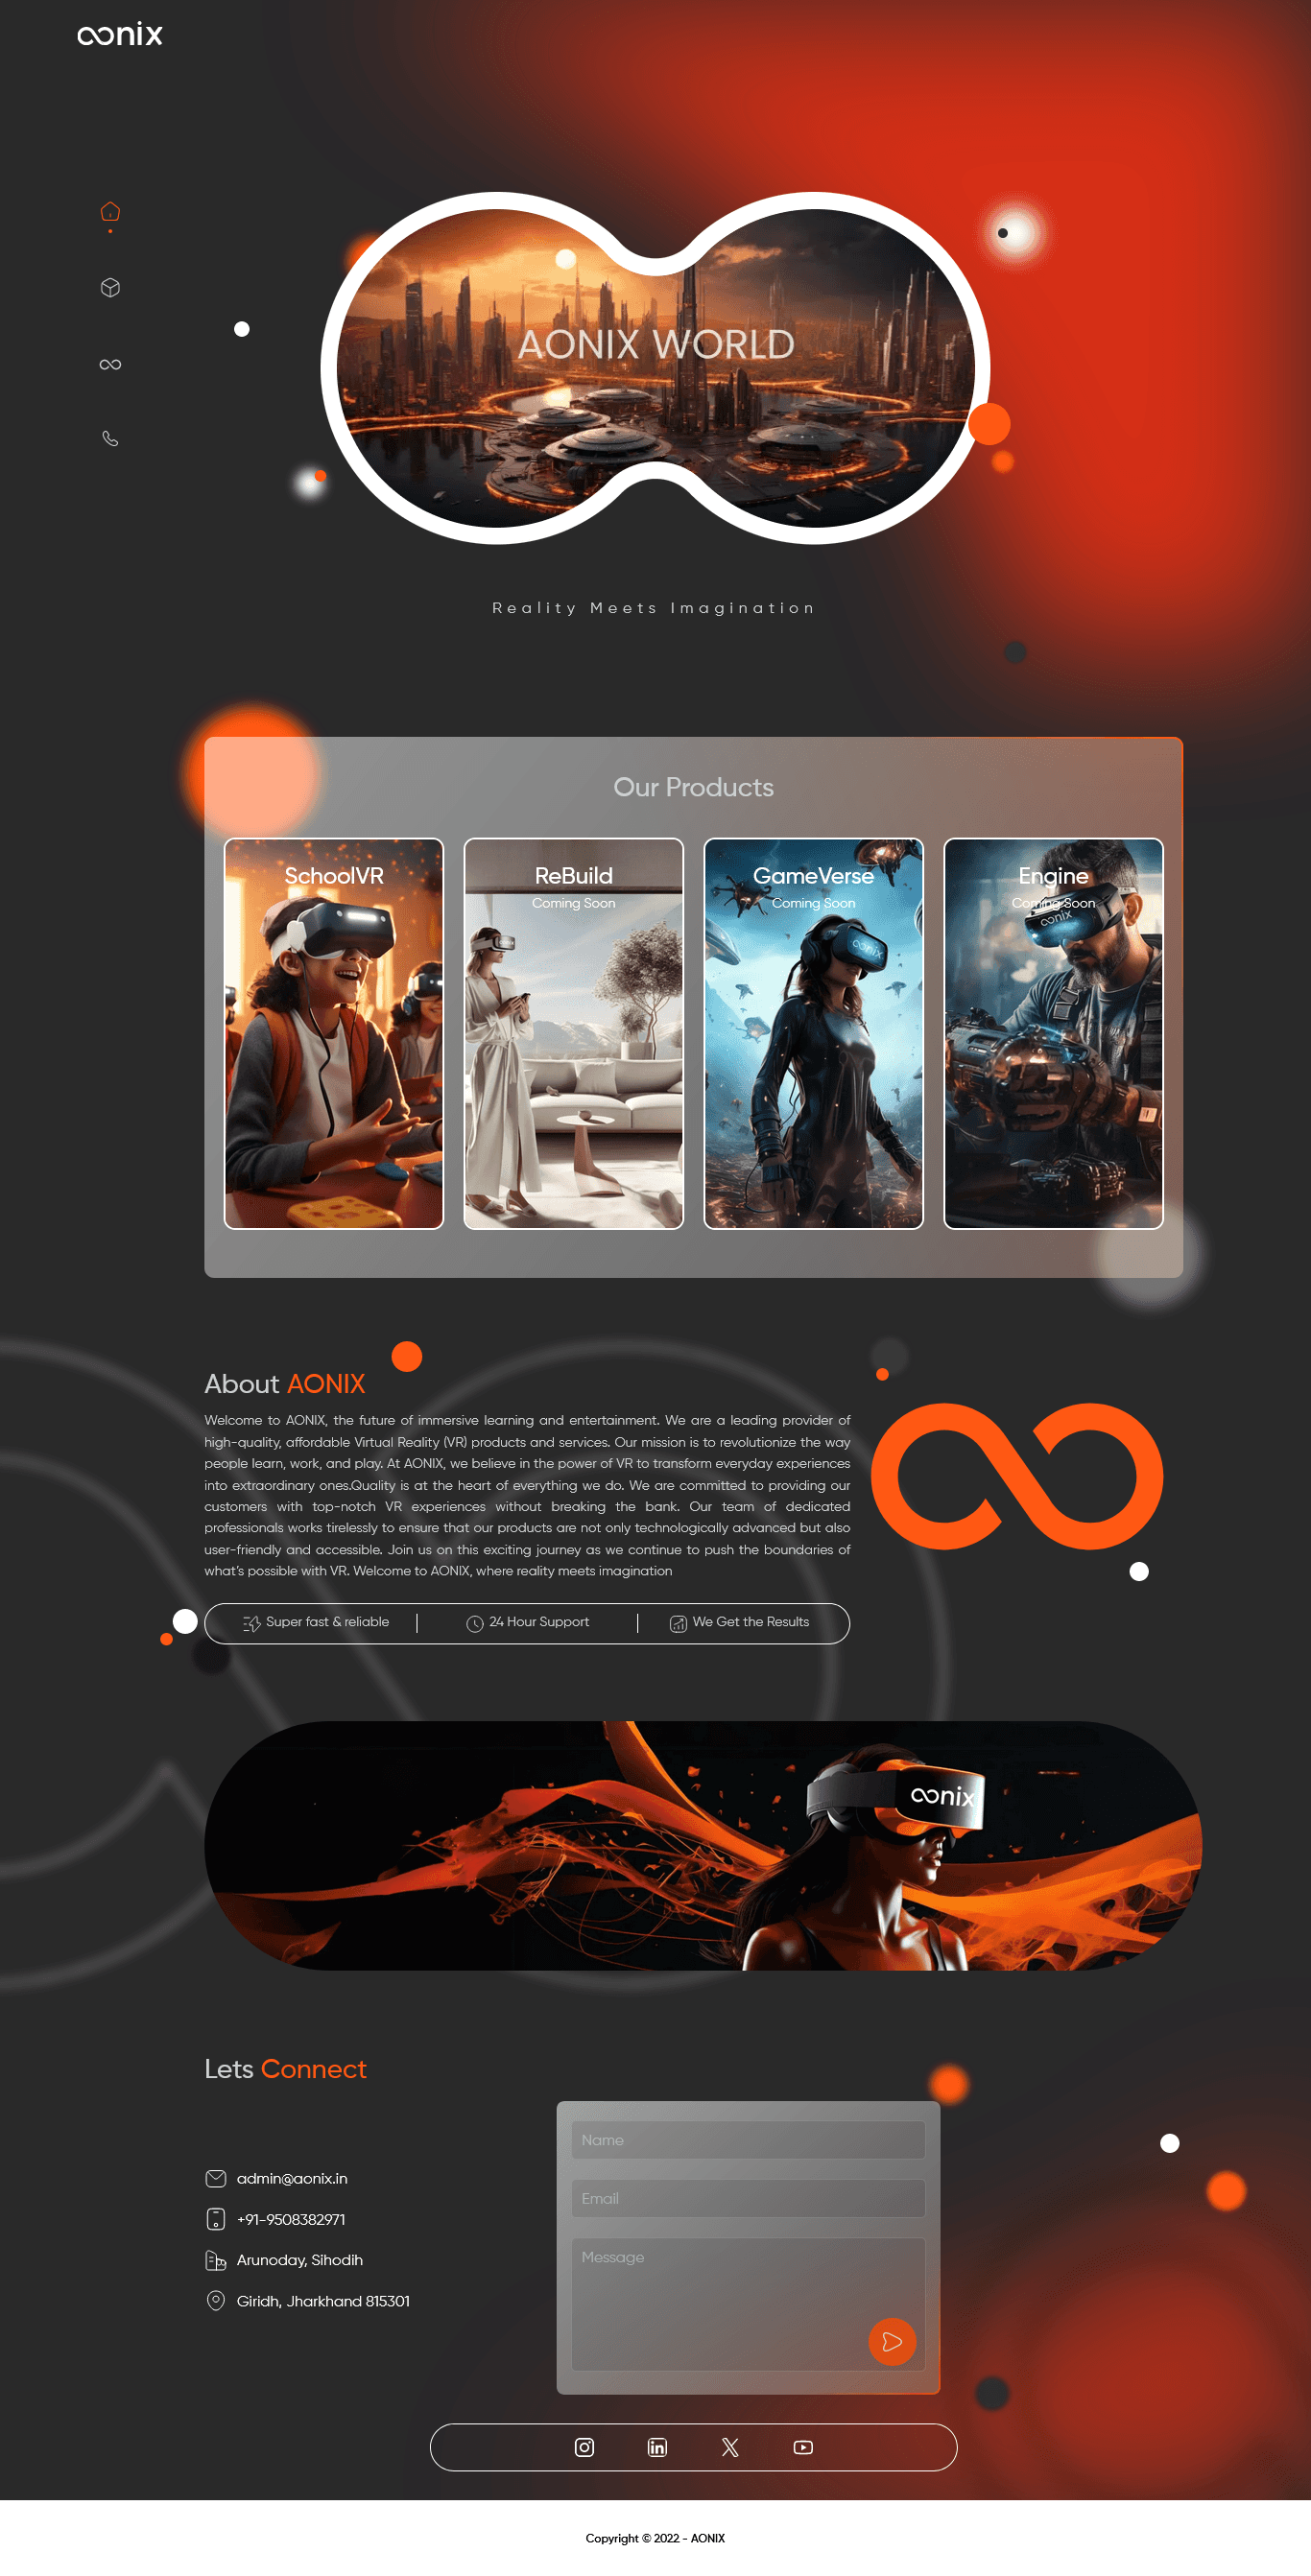 aonix
AONIX WORLD
Reality Meets Imagination
Our Products
SchoolVR
ReBuild
Coming Soon
GameVerse
Coming Soon
aonix
Engine
Coming Soon
aonix
About AONIX
Welcome to AONIX, the future of immersive learning and entertainment. We are a leading provider of
high-quality, affordable Virtual Reality (VR) products and services. Our mission is to revolutionize the way
people learn, work, and play. At AONIX, we believe in the power of VR to transform everyday experiences
into extraordinary ones.Quality is at the heart of everything we do. We are committed to providing our
customers with top-notch VR experiences without breaking the bank. Our team of dedicated
professionals works tirelessly to ensure that our products are not only technologically advanced but also
user-friendly and accessible. Join us on this exciting journey as we continue to push the boundaries of
what's possible with VR. Welcome to AONIX, where reality meets imagination
Super fast & reliable
24 Hour Support
We Get the Results
aonix
Lets Connect
admin@aonix.in
+91-9508382971
Arunoday, Sihodih
Giridh, Jharkhand 815301
Name
Email
Message
Copyright © 2022 - AONIX